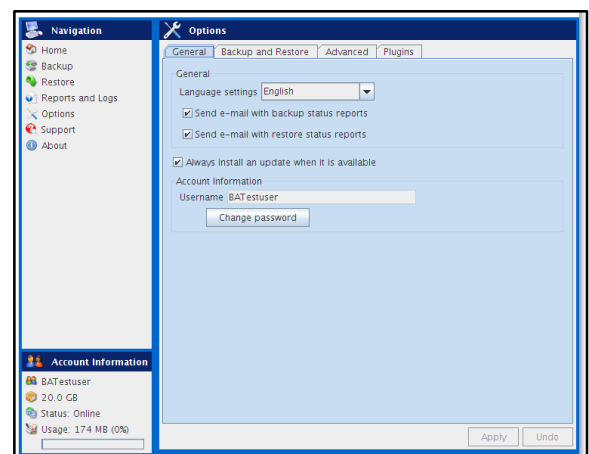 Navigation
Home
Backup
Restore
Reports and Logs
Options
Support
About
Account Information
BATestuser
20.0 GB
Status: Online
Usage: 174 MB (0%)
Options
General Backup and Restore Advanced Plugins
General
Language settings English
Send e-mail with backup status reports
Send e-mail with restore status reports
Always install an update when it is available
Account Information
Username BATestuser
Change password
Apply Undo